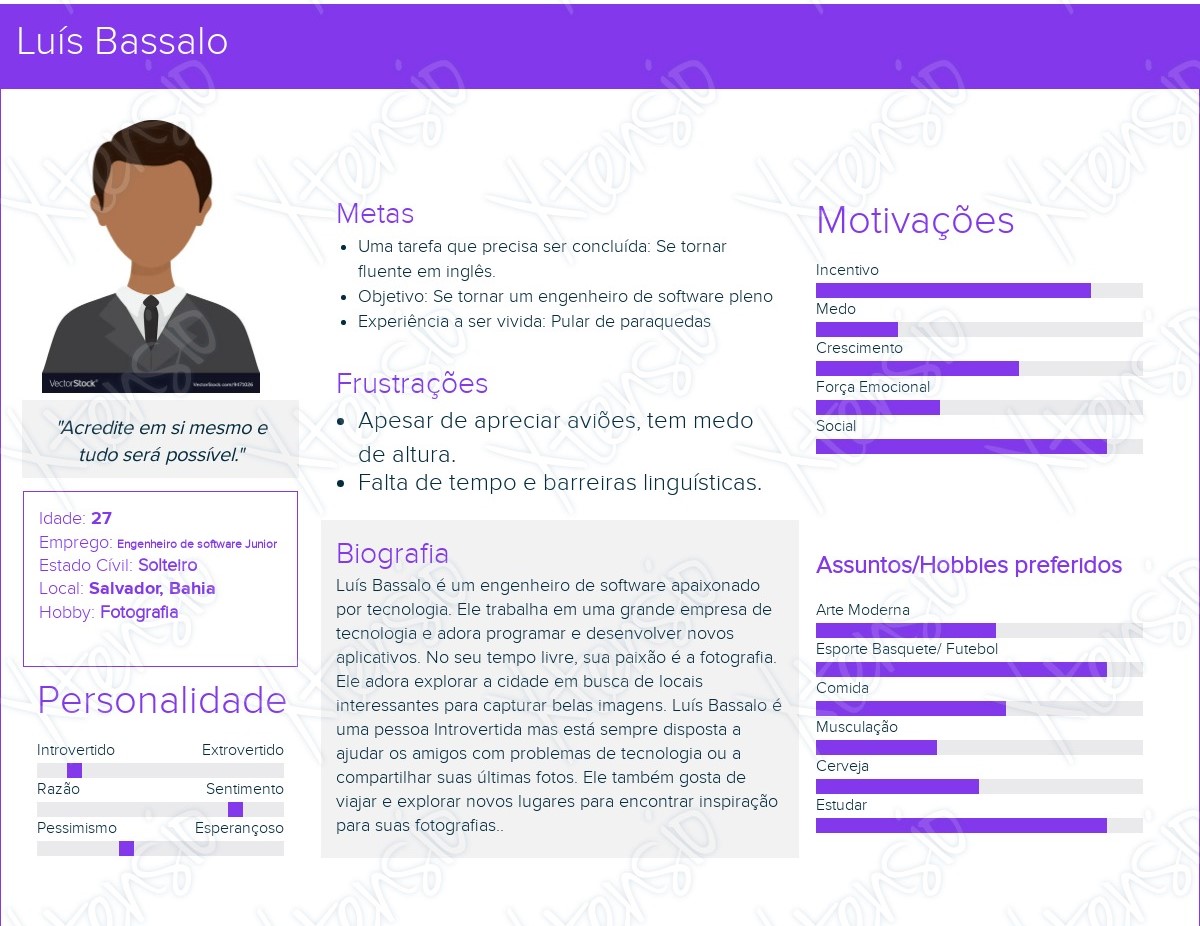 Luís Bassalo
VectorStock®
VectorStock.com/9471026
"Acredite em si mesmo e
tudo será possível."
Idade: 27
Emprego: Engenheiro de software Junior
Estado Cívil: Solteiro
Local: Salvador, Bahia
Hobby: Fotografia
Personalidade
Introvertido Extrovertido
Razão Sentimento
Pessimismo Esperançoso
Metas
• Uma tarefa que precisa ser concluída: Se tornar
fluente em inglês.
• Objetivo: Se tornar um engenheiro de software pleno
• Experiência a ser vivida: Pular de paraquedas
Frustrações
• Apesar de apreciar aviões, tem medo
de altura.
• Falta de tempo e barreiras linguísticas.
Biografia
Luís Bassalo é um engenheiro de software apaixonado
por tecnologia. Ele trabalha em uma grande empresa de
tecnologia e adora programar e desenvolver novos
aplicativos. No seu tempo livre, sua paixão é a fotografia.
Ele adora explorar a cidade em busca de locais
interessantes para capturar belas imagens. Luís Bassalo é
uma pessoa Introvertida mas está sempre disposta a
ajudar os amigos com problemas de tecnologia ou a
compartilhar suas últimas fotos. Ele também gosta de
viajar e explorar novos lugares para encontrar inspiração
para suas fotografias..
Motivações
Incentivo
Medo
Crescimento
Força Emocional
Social
Assuntos/Hobbies preferidos
Arte Moderna
Esporte Basquete/ Futebol
Comida
Musculação
Cerveja
Estudar